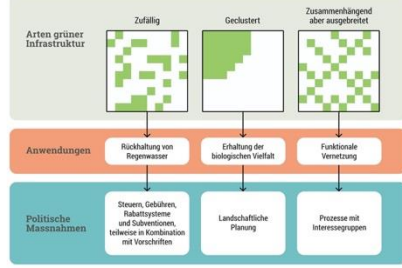 Arten grüner
Infrastruktur
Zufällig
Geclustert
Zusammenhängend
aber ausgebreitet
Anwendungen
Rückhaltung von
Regenwasser
Erhaltung der
biologischen Vielfalt
Funktionale
Vernetzung
Politische
Massnahmen
Steuern, Gebühren,
Rabattsysteme
und Subventionen,
teilweise in Kombination
mit Vorschriften
Landschaftliche
Planung
Prozesse mit
Interessegruppen